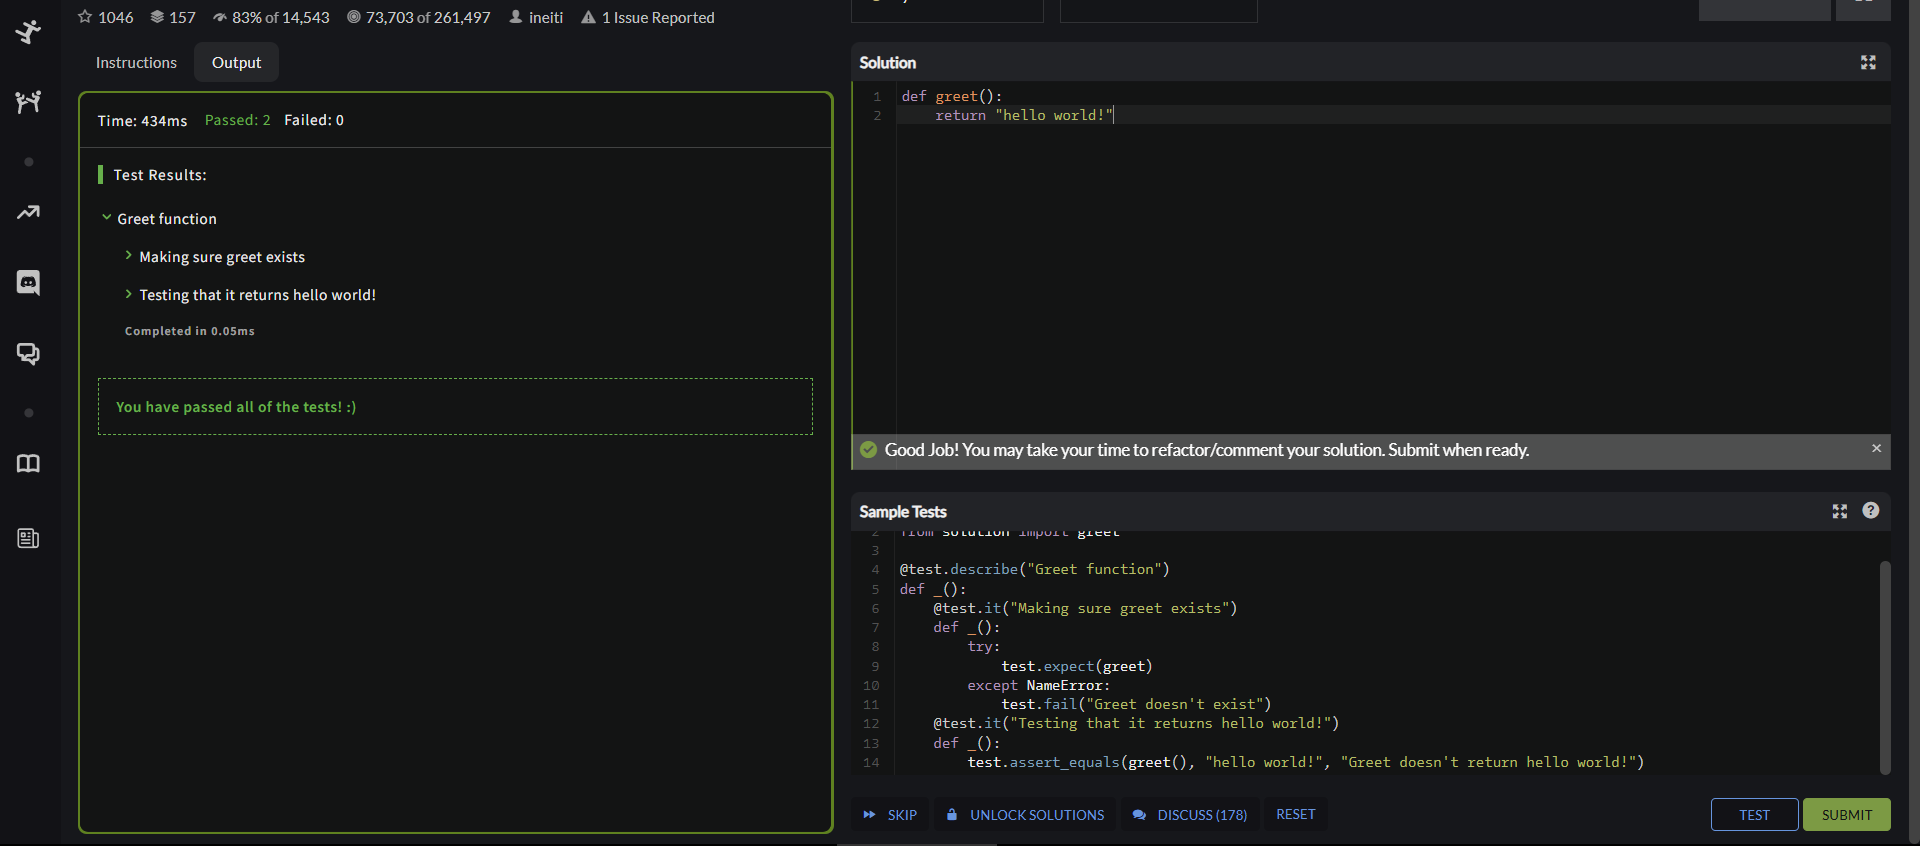 1046 157 83% of 14,543 73,703 of 261,497 ineiti 1 Issue Reported
Instructions Output
Time: 434ms Passed: 2 Failed: 0
Test Results:
Greet function
Making sure greet exists
Testing that it returns hello world!
Completed in 0.05ms
You have passed all of the tests! :)
Solution
1 def greet():
2 return "hello world!"
Good Job! You may take your time to refactor/comment your solution. Submit when ready.
Sample Tests
2 from solution import greet
3
4 @test.describe("Greet function")
5 def _():
6 @test.it("Making sure greet exists")
7 def _():
8 try:
9 test.expect(greet)
10 except NameError:
11 test.fail("Greet doesn't exist")
12 @test.it("Testing that it returns hello world!")
13 def _():
14 test.assert_equals(greet(), "hello world!", "Greet doesn't return hello world!")
SKIP UNLOCK SOLUTIONS DISCUSS (178) RESET TEST SUBMIT